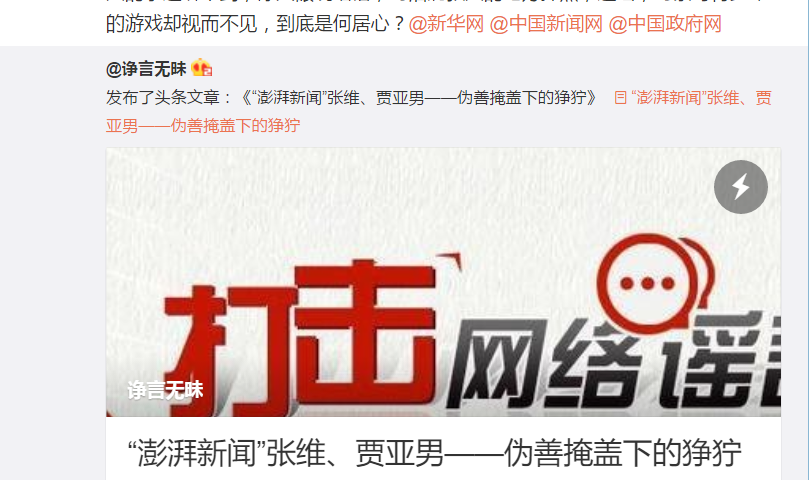 的游戏却视而不见，到底是何居心？@新华网 @中国新闻网 @中国政府网
@诤言无昧
发布了头条文章：《“澎湃新闻”张维、贾亚男——伪善掩盖下的狰狞》 “澎湃新闻”张维、贾
亚男——伪善掩盖下的狰狞
打击网络谣
诤言无昧
“澎湃新闻”张维、贾亚男——伪善掩盖下的狰狞